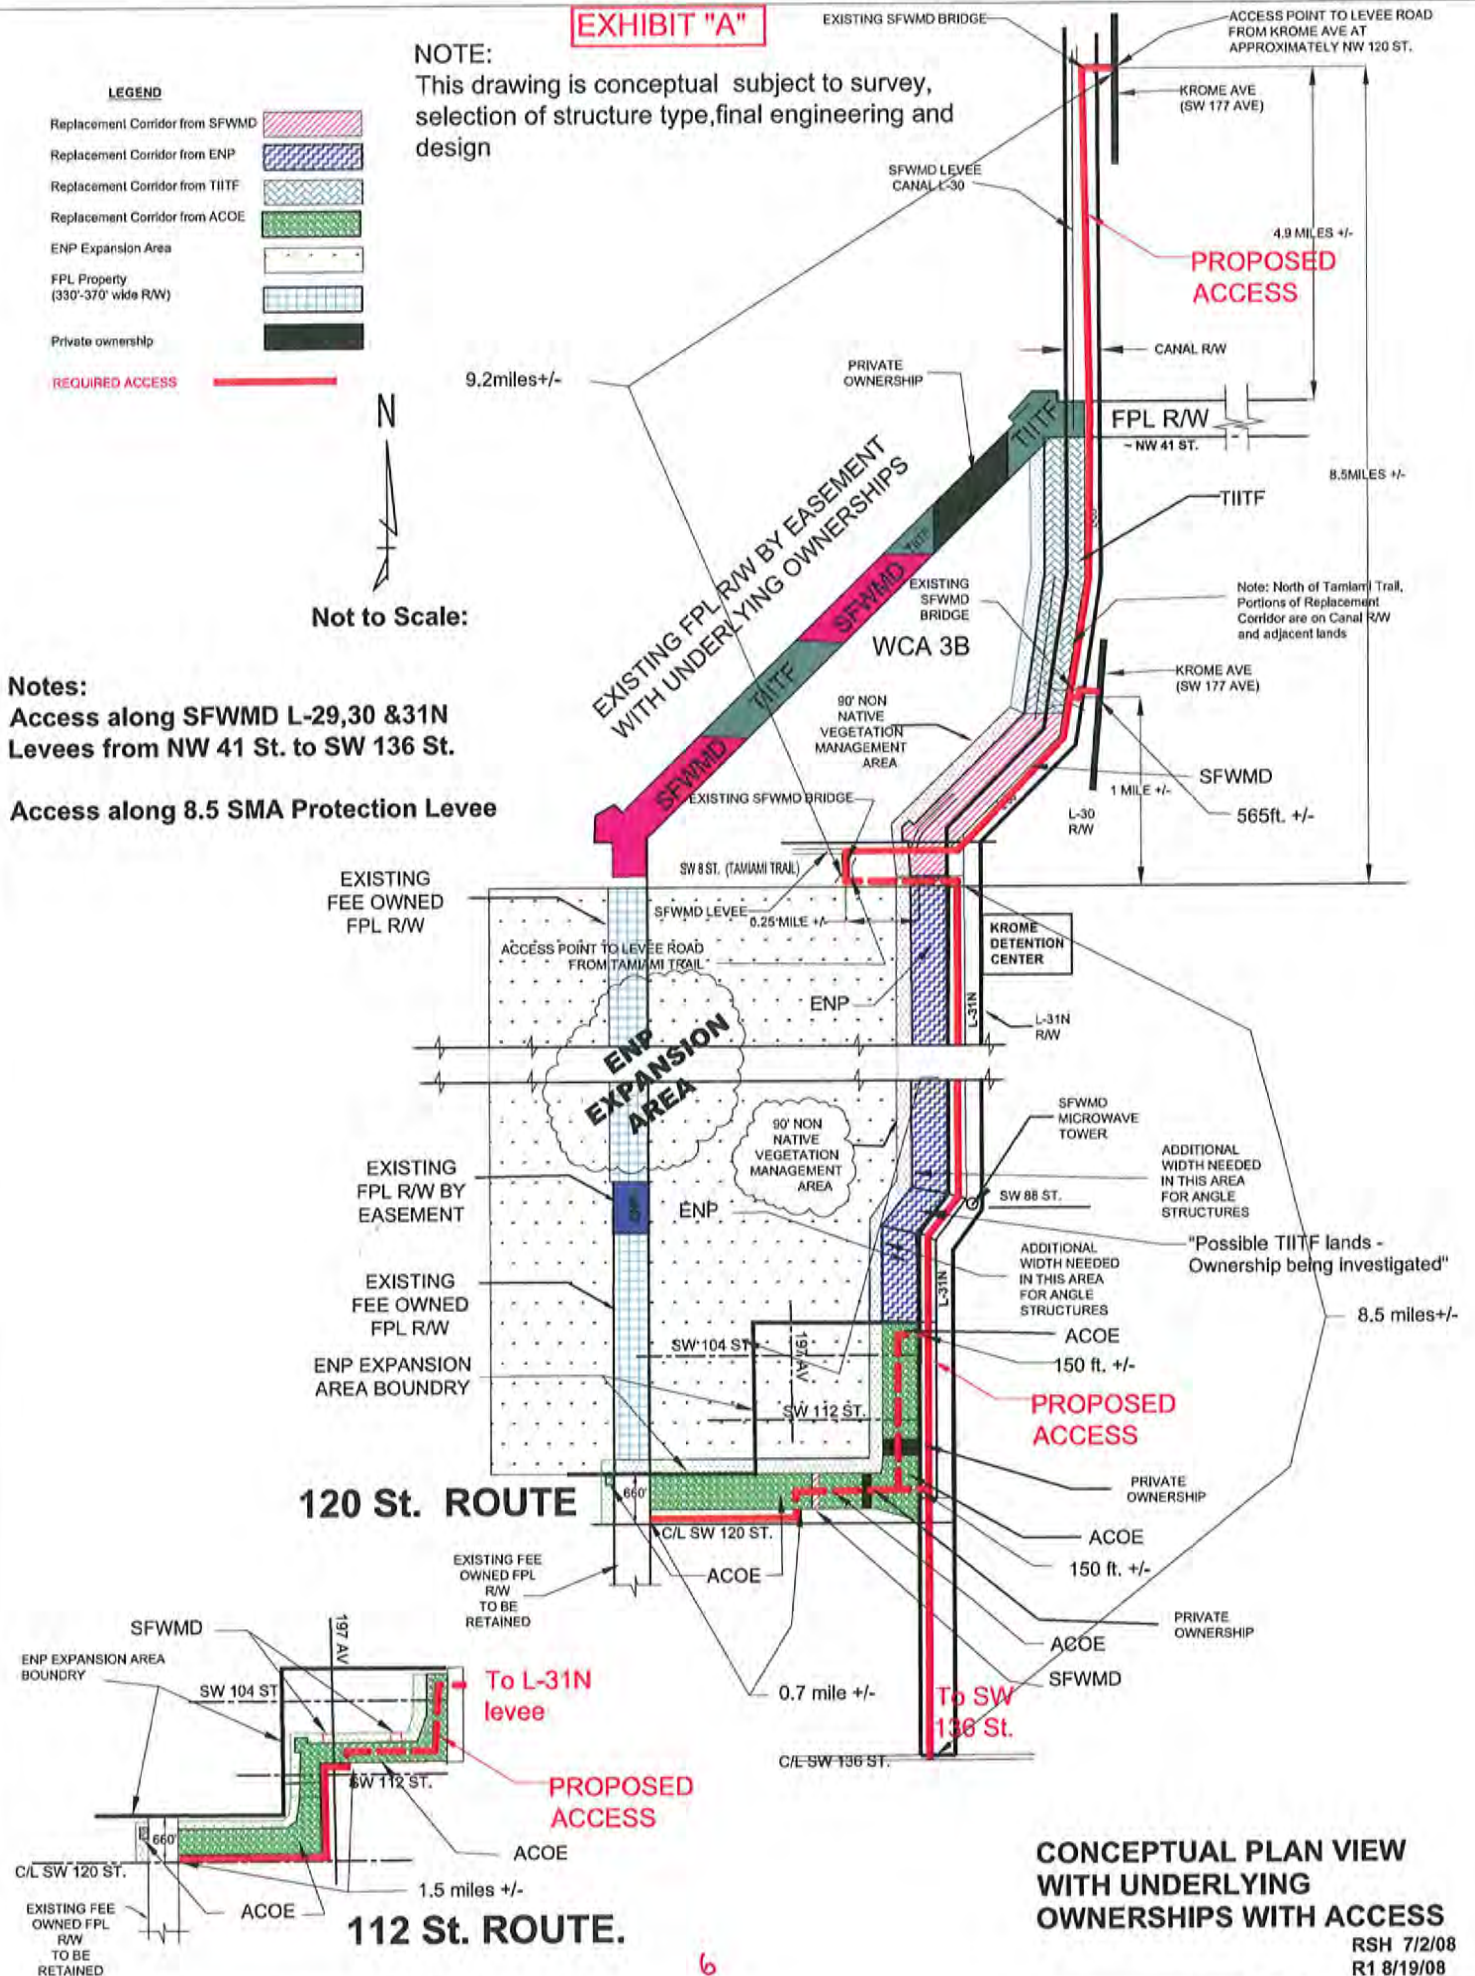 EXHIBIT "A"
NOTE:
This drawing is conceptual subject to survey,
selection of structure type,final engineering and
design
LEGEND
Replacement Corridor from SFWMD
Replacement Corridor from ENP
Replacement Corridor from TIITF
Replacement Corridor from ACOE
ENP Expansion Area
FPL Property
(330'-370' wide R/W)
Private ownership
REQUIRED ACCESS
N
Not to Scale:
Notes:
Access along SFWMD L-29,30 &31N
Levees from NW 41 St. to SW 136 St.
Access along 8.5 SMA Protection Levee
EXISTING SFWMD BRIDGE
ACCESS POINT TO LEVEE ROAD
FROM KROME AVE AT
APPROXIMATELY NW 120 ST.
KROME AVE
(SW 177 AVE)
SFWMD LEVEE
CANAL L-30
4.9 MILES +/-
PROPOSED
ACCESS
CANAL R/W
9.2miles+/-
PRIVATE
OWNERSHIP
TIITF
FPL R/W
~ NW 41 ST.
8.5MILES +/-
TIITF
EXISTING FPL R/W BY EASEMENT
WITH UNDERLYING OWNERSHIPS
TIITF
SFWMD
TIITF
SFWMD
EXISTING
SFWMD
BRIDGE
WCA 3B
Note: North of Tamiami Trail,
Portions of Replacement
Corridor are on Canal R/W
and adjacent lands
KROME AVE
(SW 177 AVE)
90' NON
NATIVE
VEGETATION
MANAGEMENT
AREA
SFWMD
1 MILE +/-
565ft. +/-
L-30
R/W
EXISTING SFWMD BRIDGE
SW 8 ST. (TAMIAMI TRAIL)
EXISTING
FEE OWNED
FPL R/W
SFWMD LEVEE
0.25 MILE +/-
ACCESS POINT TO LEVEE ROAD
FROM TAMIAMI TRAIL
KROME
DETENTION
CENTER
ENP
L-31N
L-31N
R/W
ENP
EXPANSION
AREA
SFWMD
MICROWAVE
TOWER
90' NON
NATIVE
VEGETATION
MANAGEMENT
AREA
ADDITIONAL
WIDTH NEEDED
IN THIS AREA
FOR ANGLE
STRUCTURES
EXISTING
FPL R/W BY
EASEMENT
ENP
ENP
SW 88 ST.
"Possible TIITF lands -
Ownership being investigated"
ADDITIONAL
WIDTH NEEDED
IN THIS AREA
FOR ANGLE
STRUCTURES
L-31N
EXISTING
FEE OWNED
FPL R/W
8.5 miles+/-
ACOE
150 ft. +/-
SW 104 ST
197 AV
ENP EXPANSION
AREA BOUNDRY
PROPOSED
ACCESS
SW 112 ST.
PRIVATE
OWNERSHIP
120 St. ROUTE
660'
C/L SW 120 ST.
ACOE
150 ft. +/-
EXISTING FEE
OWNED FPL
R/W
TO BE
RETAINED
ACOE
PRIVATE
OWNERSHIP
ACOE
SFWMD
0.7 mile +/-
To SW
136 St.
C/L SW 136 ST.
SFWMD
197 AV
ENP EXPANSION AREA
BOUNDRY
SW 104 ST
To L-31N
levee
SW 112 ST.
PROPOSED
ACCESS
660'
C/L SW 120 ST.
ACOE
1.5 miles +/-
ACOE
EXISTING FEE
OWNED FPL
R/W
TO BE
RETAINED
112 St. ROUTE.
CONCEPTUAL PLAN VIEW
WITH UNDERLYING
OWNERSHIPS WITH ACCESS
RSH 7/2/08
R1 8/19/08
6